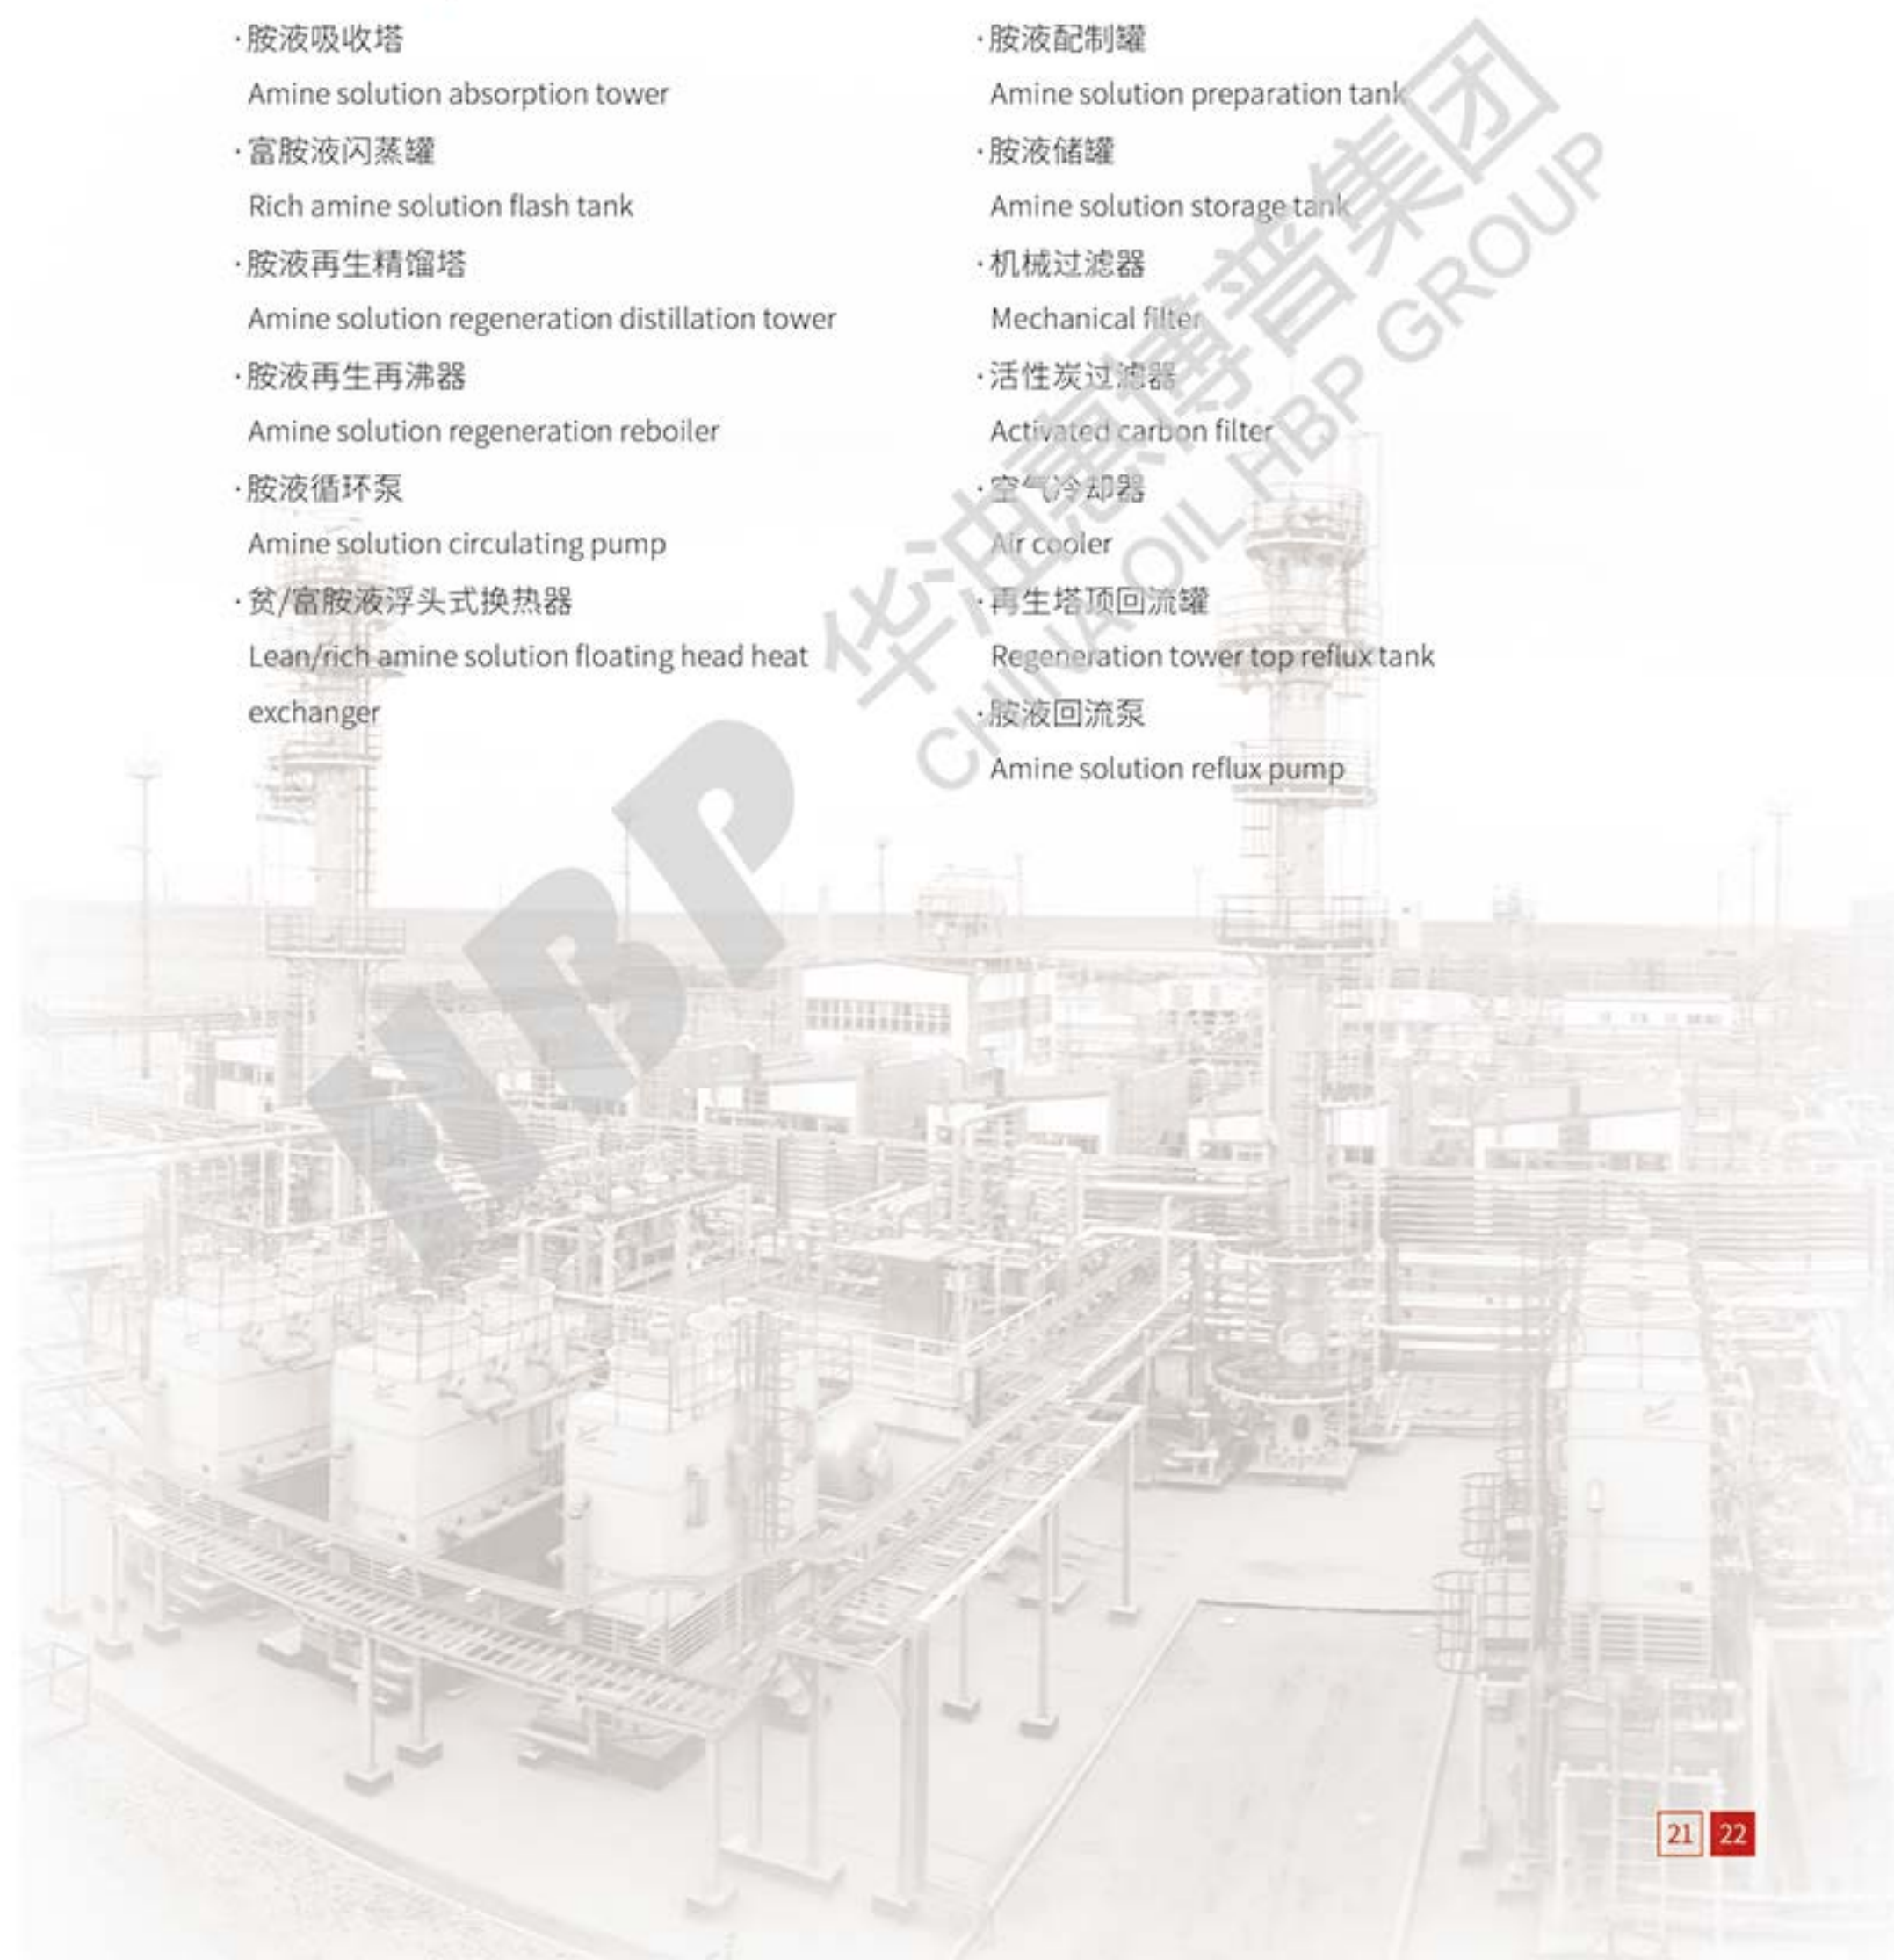 ·胺液吸收塔
Amine solution absorption tower
·富胺液闪蒸罐
Rich amine solution flash tank
·胺液再生精馏塔
Amine solution regeneration distillation tower
·胺液再生再沸器
Amine solution regeneration reboiler
·胺液循环泵
Amine solution circulating pump
·贫/富胺液浮头式换热器
Lean/rich amine solution floating head heat
exchanger
·胺液配制罐
Amine solution preparation tank
·胺液储罐
Amine solution storage tank
·机械过滤器
Mechanical filter
·活性炭过滤器
Activated carbon filter
·空气冷却器
Air cooler
·再生塔顶回流罐
Regeneration tower top reflux tank
·胺液回流泵
Amine solution reflux pump
HBP
华油惠博普集团
CHINA OIL HBP GROUP
21 22